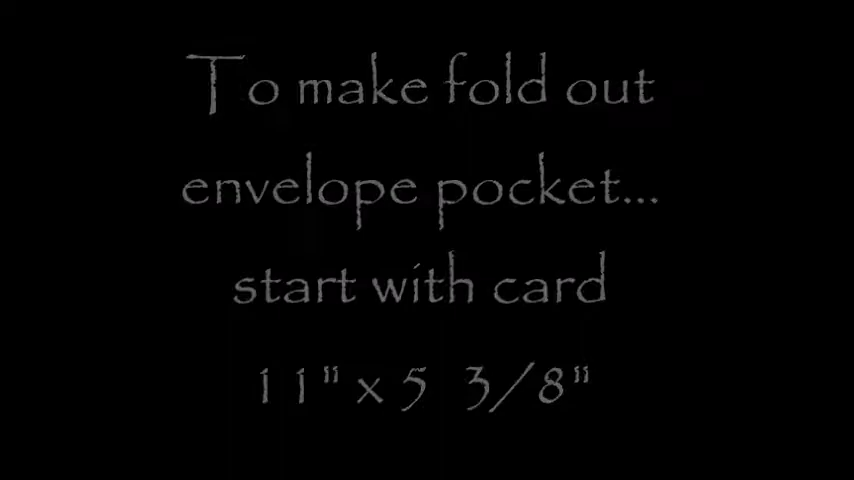 To make fold out
envelope pocket...
start with card
11" x 5 3/8"